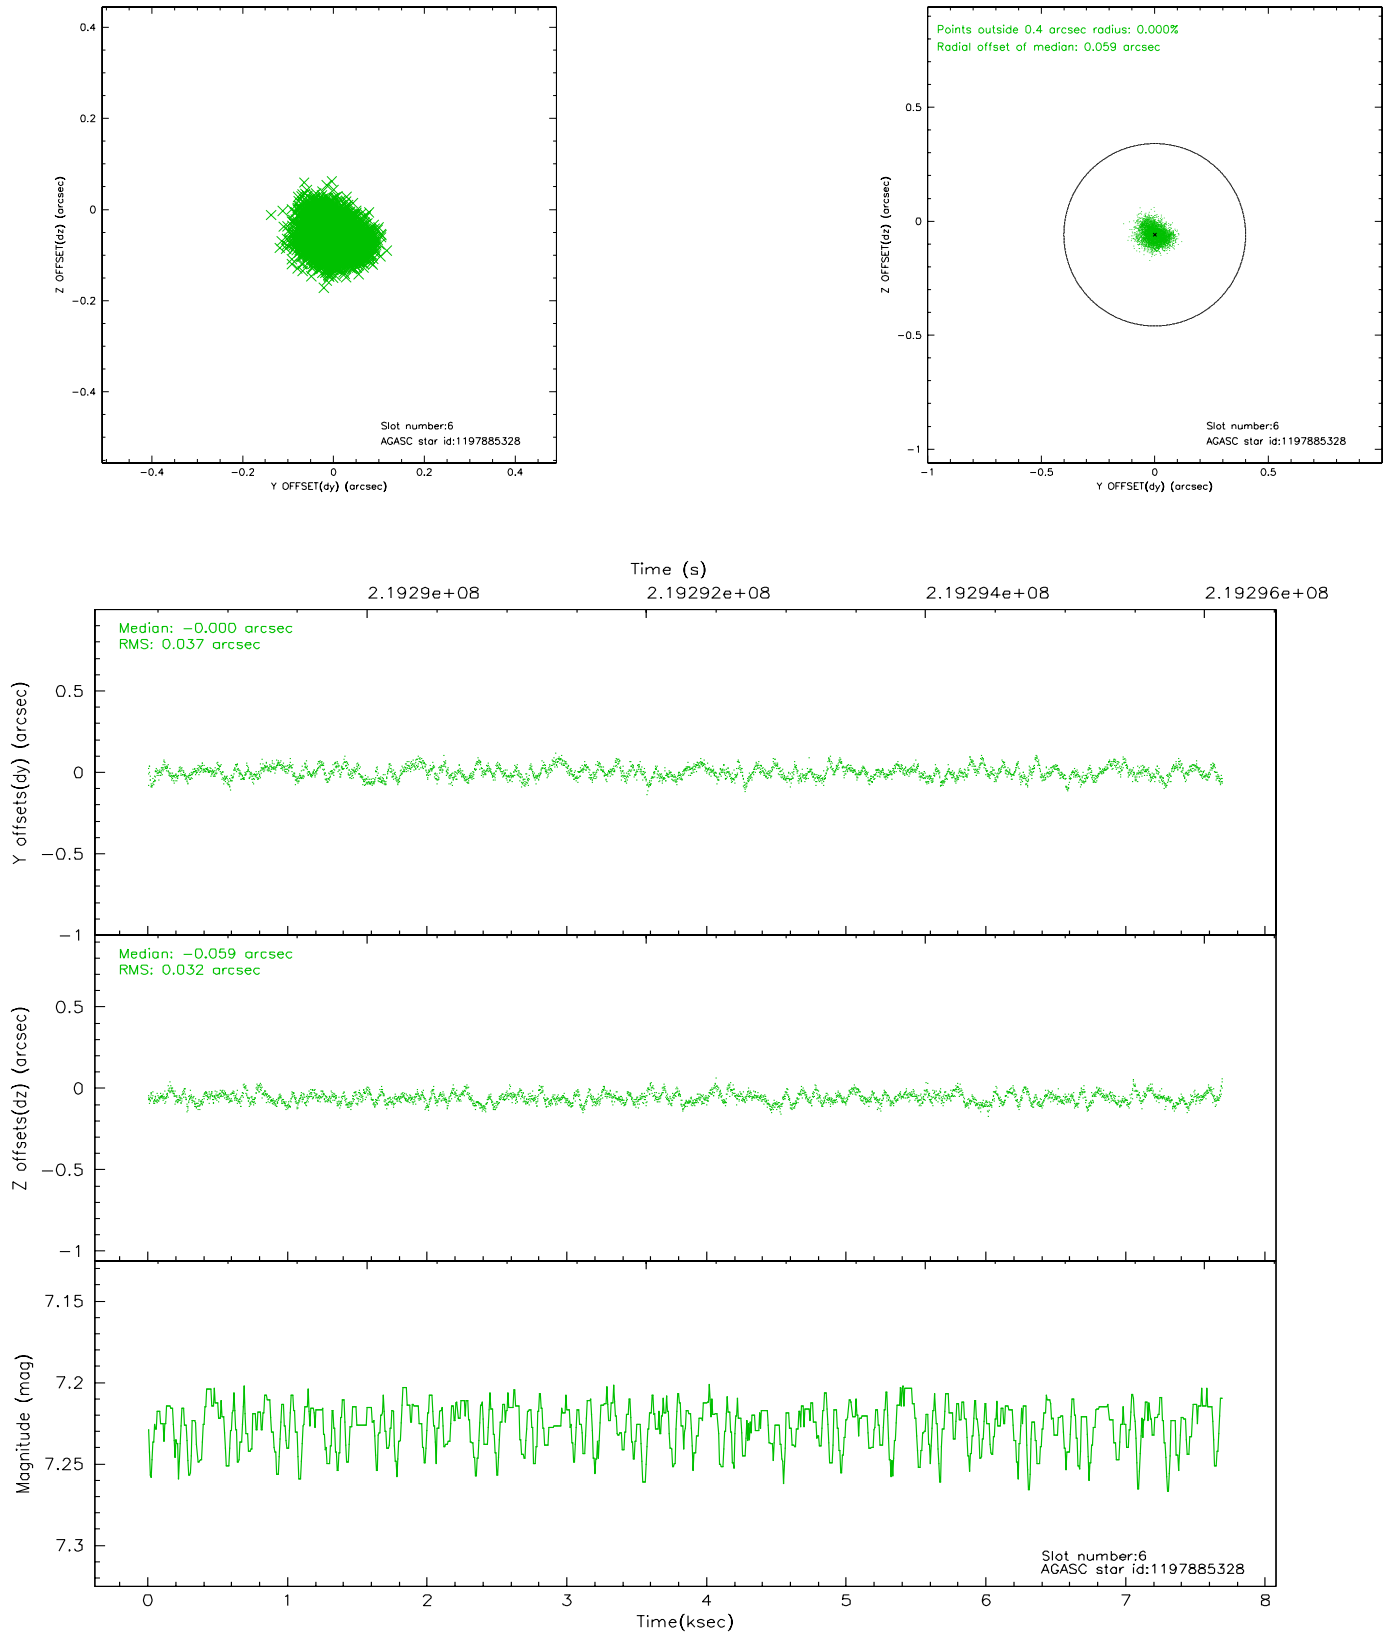 0.4
0.2
0
−0.2
−0.4
Z OFFSET(dz) (arcsec)
Slot number:6
AGASC star id:1197885328
−0.4
−0.2
0
0.2
0.4
Y OFFSET(dy) (arcsec)
Points outside 0.4 arcsec radius: 0.000%
Radial offset of median: 0.059 arcsec
0.5
0
−0.5
−1
Z OFFSET(dz) (arcsec)
Slot number:6
AGASC star id:1197885328
−1
−0.5
0
0.5
Y OFFSET(dy) (arcsec)
Time (s)
2.1929e+08
2.19292e+08
2.19294e+08
2.19296e+08
Median: −0.000 arcsec
RMS: 0.037 arcsec
0.5
0
−0.5
−1
Y offsets(dy) (arcsec)
Median: −0.059 arcsec
RMS: 0.032 arcsec
0.5
0
−0.5
−1
Z offsets(dz) (arcsec)
7.15
7.2
7.25
7.3
Magnitude (mag)
Slot number:6
AGASC star id:1197885328
0
1
2
3
4
5
6
7
8
Time(ksec)